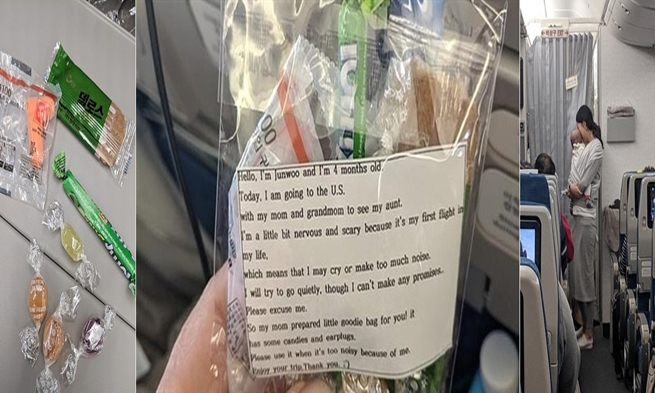 멜로스
Hello, I'm Junwoo and I'm 4 months old.
Today, I am going to the U.S.
with my mom and grandmom to see my aunt.
I'm a little bit nervous and scary because it's my first flight in
my life,
which means that I may cry or make too much noise.
I will try to go quietly, though I can't make any promises..
Please excuse me.
So my mom prepared little goodie bag for you! it
has some candies and earplugs.
Please use it when it's too noisy because of me.
Enjoy your trip.Thank you. :)